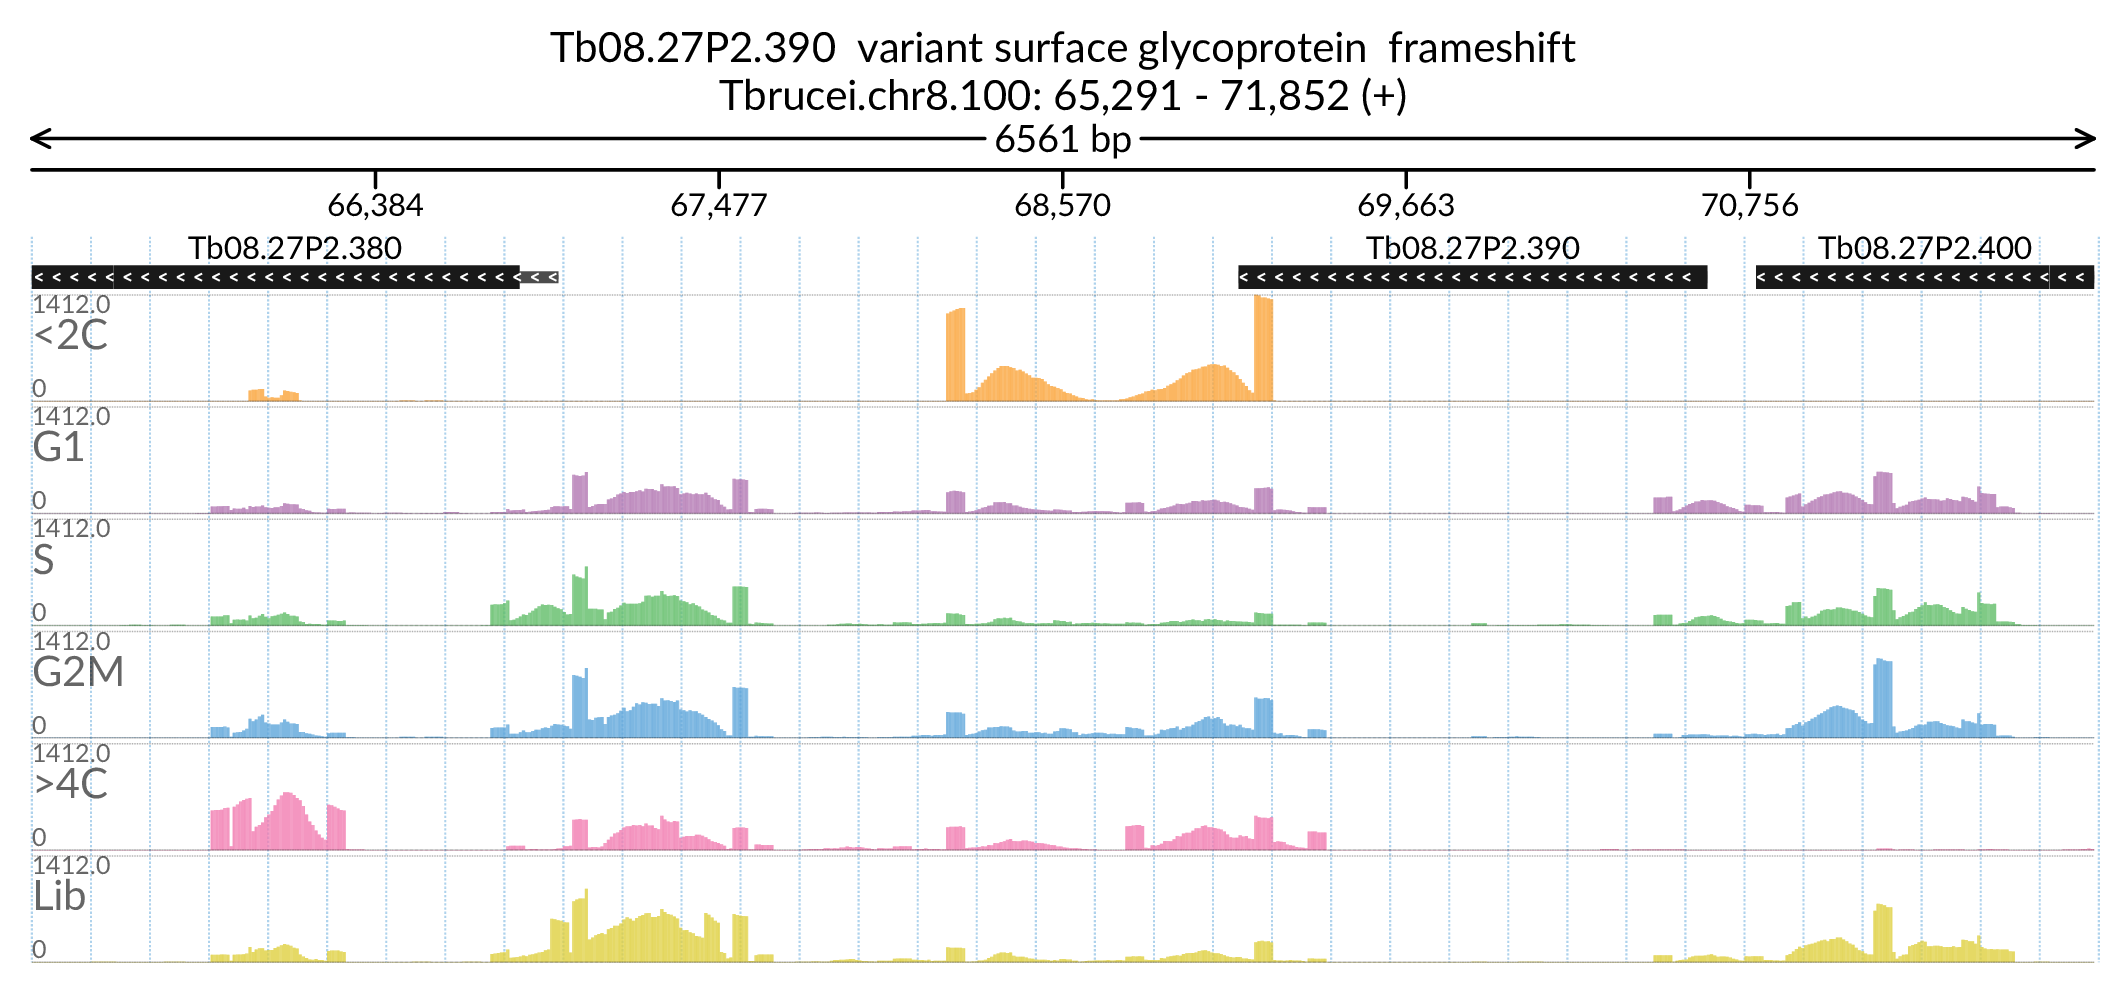 Tb08.27P2.390 variant surface glycoprotein frameshift
Tbrucei.chr8.100: 65,291 - 71,852 (+)
6561 bp
66,384 67,477 68,570 69,663 70,756
Tb08.27P2.380 Tb08.27P2.390 Tb08.27P2.400
1412.0
<2C
0
1412.0
G1
0
1412.0
S
0
1412.0
G2M
0
1412.0
>4C
0
1412.0
Lib
0